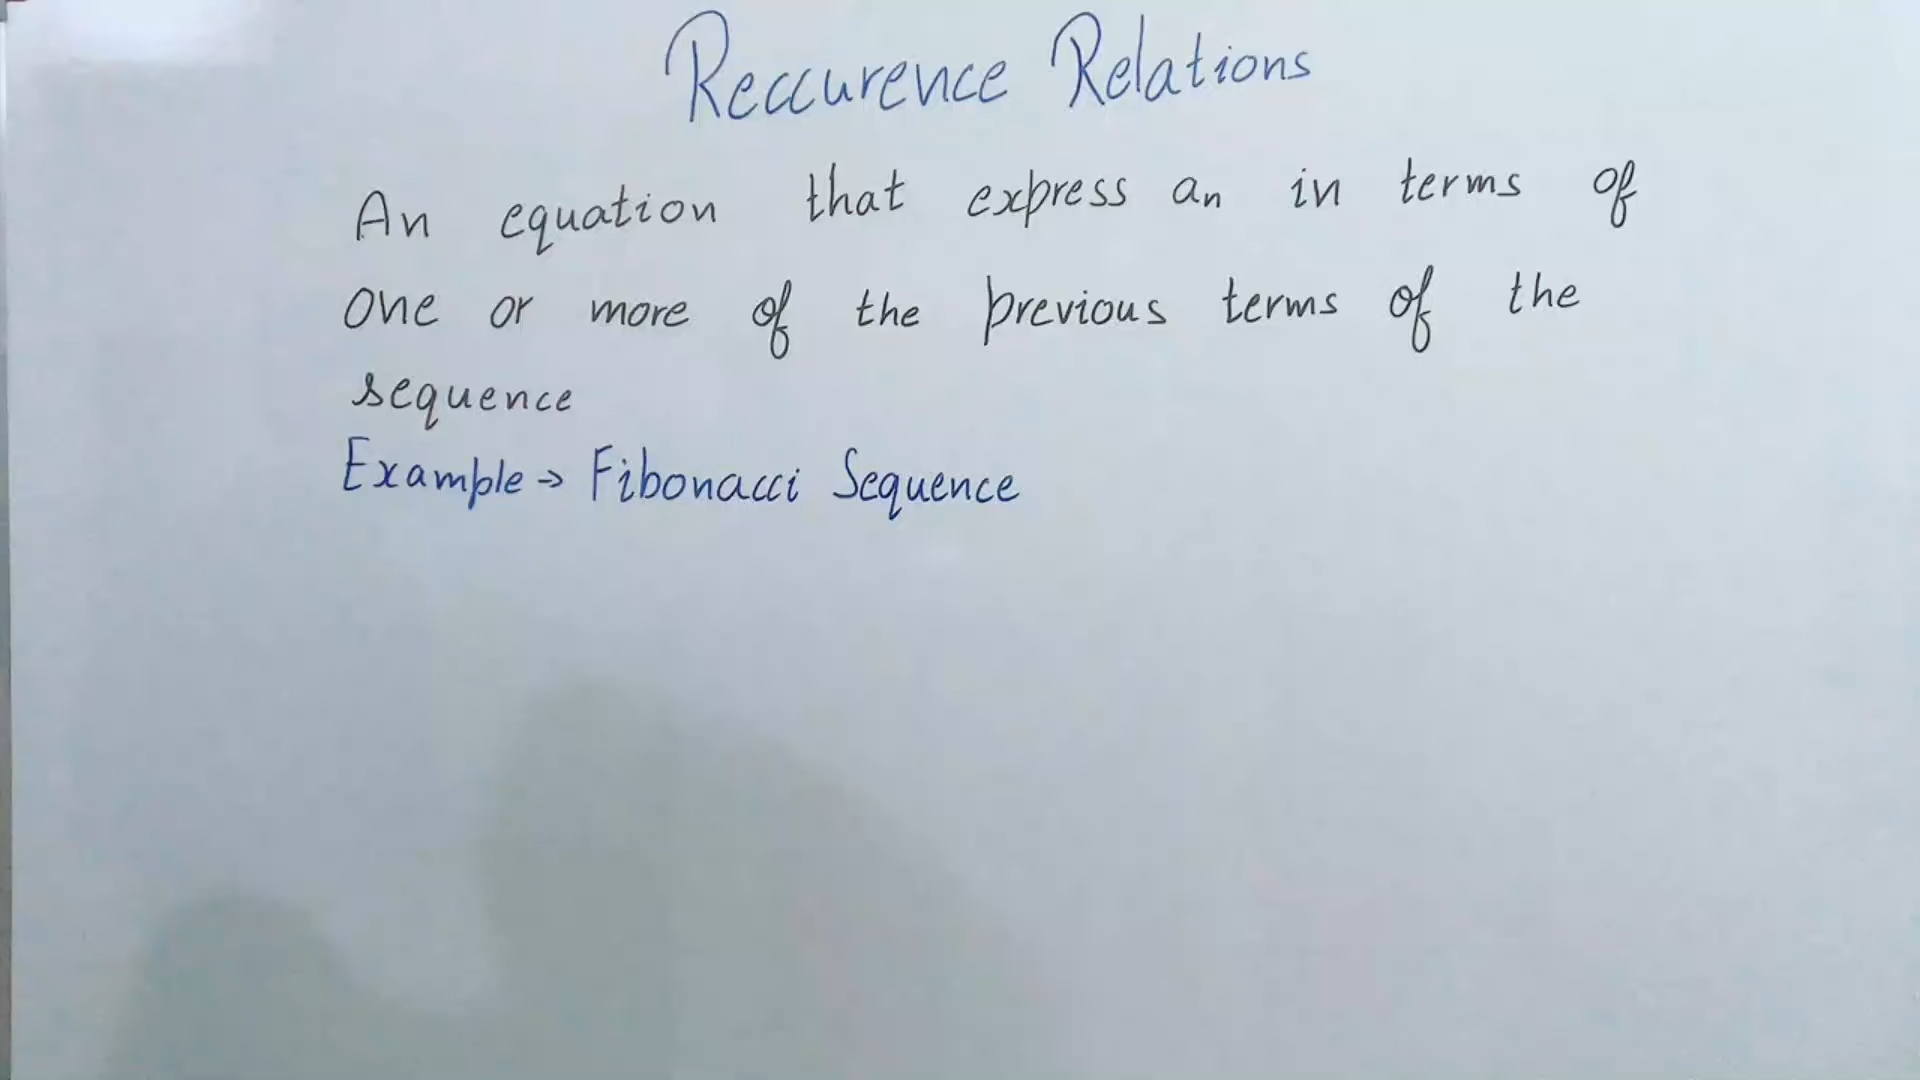 Reccurence Relations
An equation that express an in terms of
one or more of the previous terms of the
sequence
Example → Fibonacci Sequence